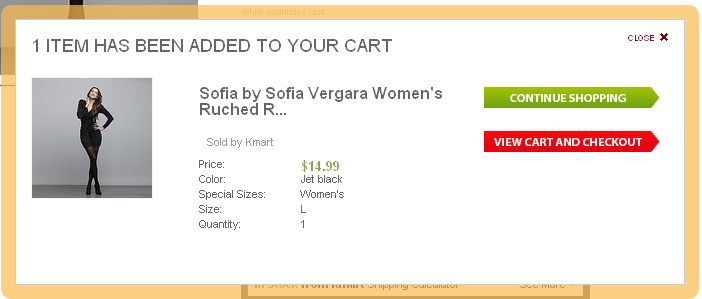 While quantities last
1 ITEM HAS BEEN ADDED TO YOUR CART
CLOSE
Sofia by Sofia Vergara Women's
Ruched R...
CONTINUE SHOPPING
Sold by Kmart
VIEW CART AND CHECKOUT
Price: $14.99
Color: Jet black
Special Sizes: Women's
Size: L
Quantity: 1
In Stock from Kmart Shipping Calculator See More